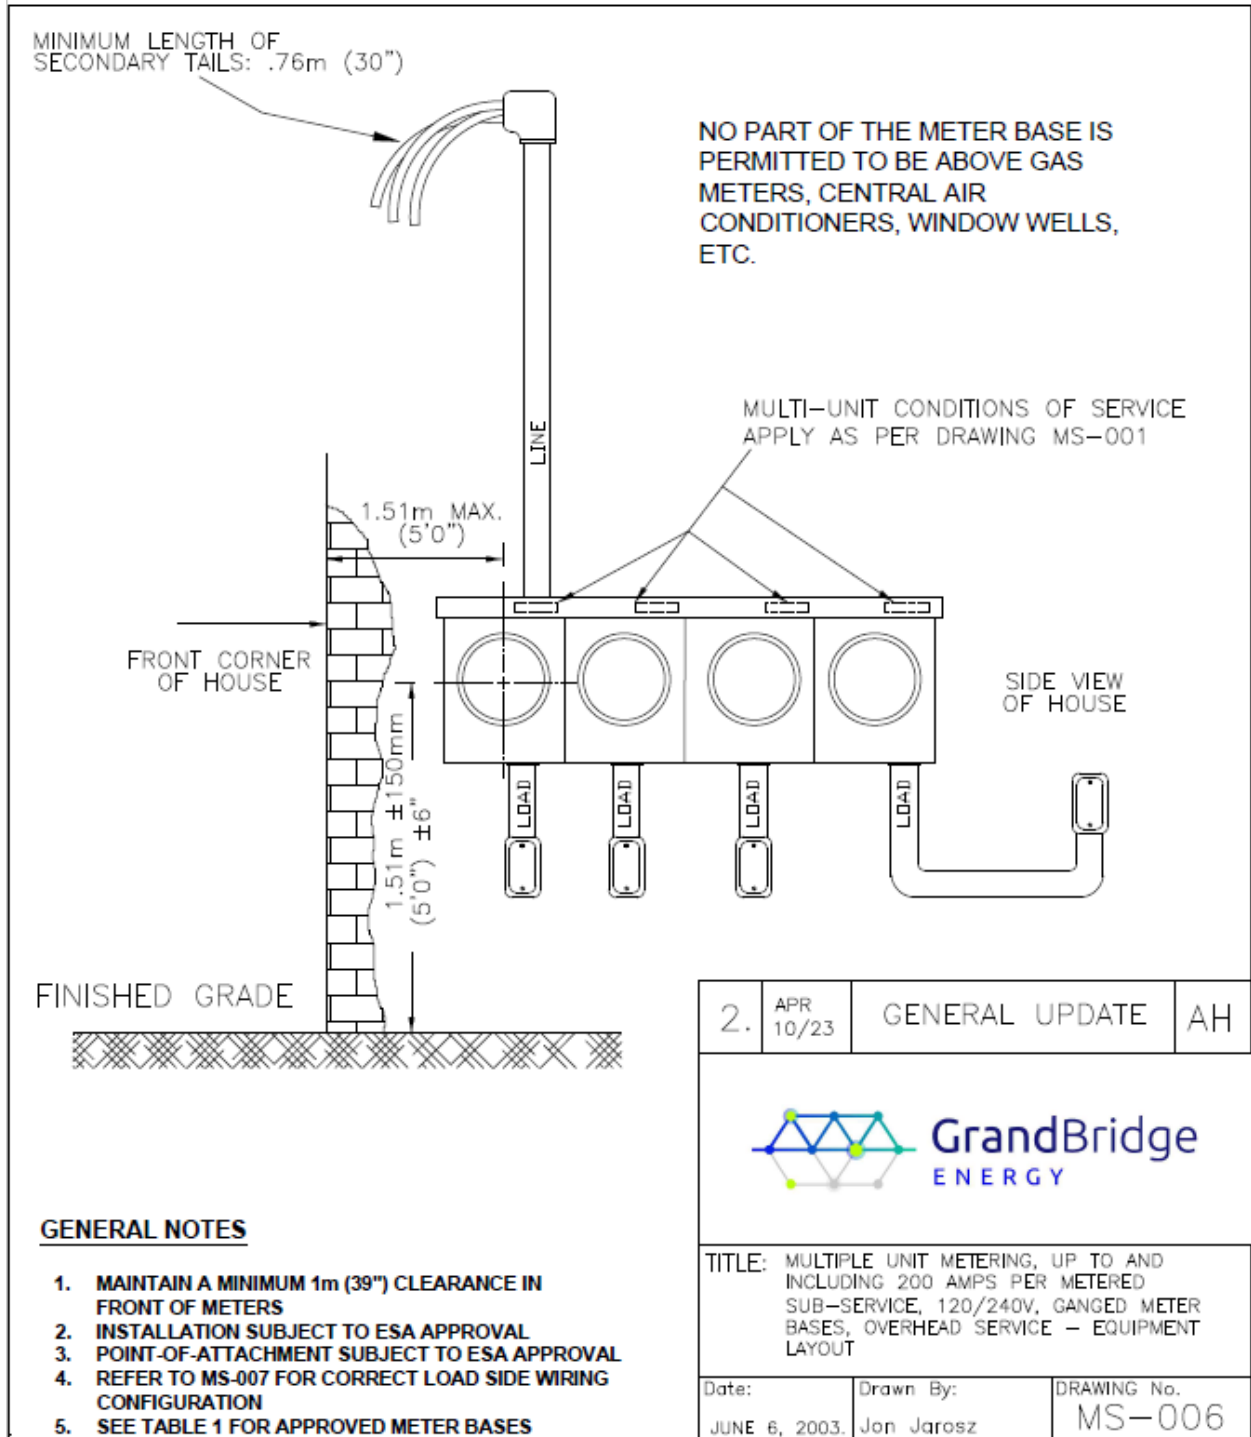 MINIMUM LENGTH OF
SECONDARY TAILS: .76m (30")
NO PART OF THE METER BASE IS
PERMITTED TO BE ABOVE GAS
METERS, CENTRAL AIR
CONDITIONERS, WINDOW WELLS,
ETC.
LINE
MULTI-UNIT CONDITIONS OF SERVICE
APPLY AS PER DRAWING MS-001
1.51m MAX.
(5'0")
FRONT CORNER
OF HOUSE
SIDE VIEW
OF HOUSE
1.51m ±150mm
(5'0") ±6"
LOAD
LOAD
LOAD
LOAD
FINISHED GRADE
2. APR 10/23 GENERAL UPDATE AH
GrandBridge
ENERGY
GENERAL NOTES
1. MAINTAIN A MINIMUM 1m (39") CLEARANCE IN
FRONT OF METERS
2. INSTALLATION SUBJECT TO ESA APPROVAL
3. POINT-OF-ATTACHMENT SUBJECT TO ESA APPROVAL
4. REFER TO MS-007 FOR CORRECT LOAD SIDE WIRING
CONFIGURATION
5. SEE TABLE 1 FOR APPROVED METER BASES
TITLE: MULTIPLE UNIT METERING, UP TO AND
INCLUDING 200 AMPS PER METERED
SUB-SERVICE, 120/240V, GANGED METER
BASES, OVERHEAD SERVICE - EQUIPMENT
LAYOUT
Date:
JUNE 6, 2003.
Drawn By:
Jon Jarosz
DRAWING No.
MS-006